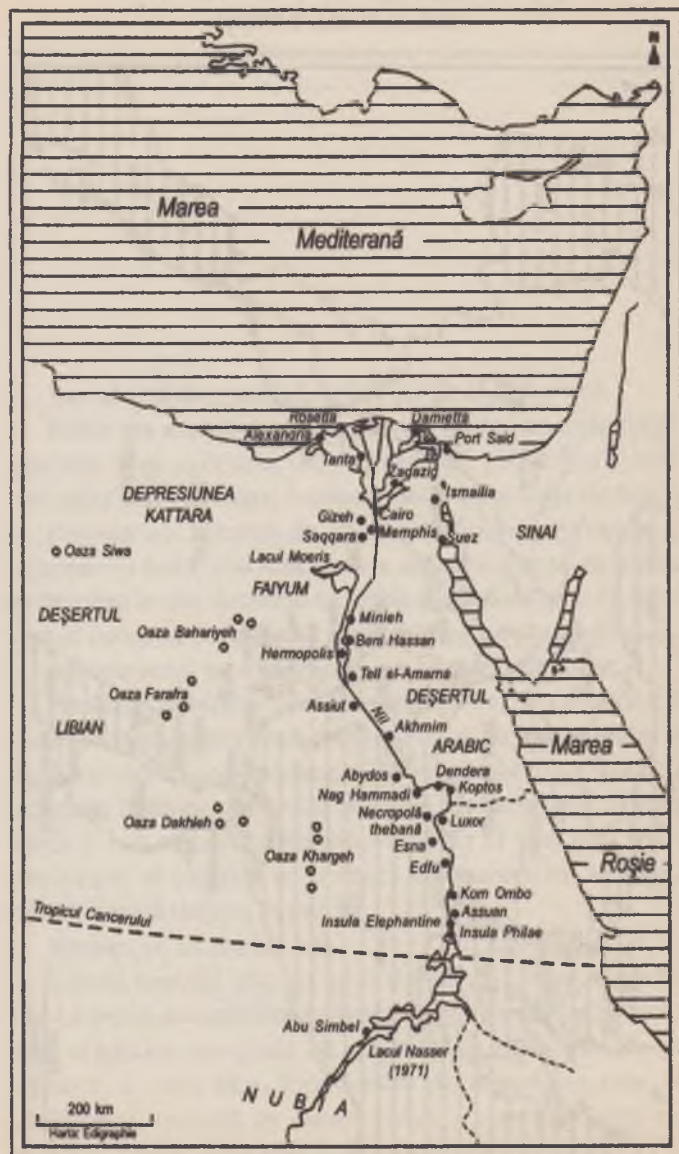 N
Marea
Mediterană
Rosetta
Damietta
Alexandria
Port Said
Tanta
Zagazig
Ismailia
DEPRESIUNEA
KATTARA
Gizeh
Cairo
SINAI
Saqqara
Memphis
Suez
Oaza Siwa
Lacul Moeris
FAIYUM
DEŞERTUL
Minieh
Oaza Bahariyeh
Beni Hassan
Hermopolis
Tell el-Amarna
Oaza Farafra
DEŞERTUL
Assiut
LIBIAN
Nil
Akhmim
ARABIC
Marea
Abydos
Dendera
Nag Hammadi
Koptos
Necropolă
thebană
Luxor
Oaza Dakhleh
Esna
Oaza Khargeh
Edfu
Roşie
Kom Ombo
Assuan
Tropicul Cancerului
Insula Elephantine
Insula Philae
Abu Simbel
Lacul Nasser
(1971)
NUBIA
200 km
Harta: Edigraphie